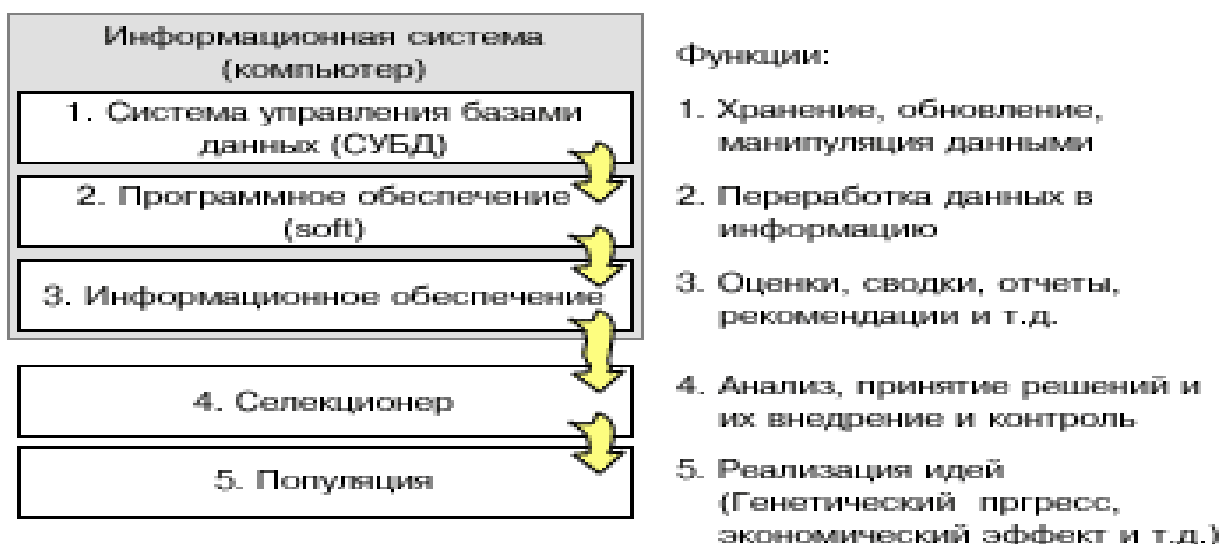 Информационная система
(компьютер)
1. Система управления базами
данных (СУБД)
2. Программное обеспечение
(soft)
3. Информационное обеспечение
4. Селекционер
5. Популяция
Функции:
1. Хранение, обновление,
манипуляция данными
2. Переработка данных в
информацию
3. Оценки, сводки, отчеты,
рекомендации и т.д.
4. Анализ, принятие решений и
их внедрение и контроль
5. Реализация идей
(Генетический пргресс,
экономический эффект и т.д.)